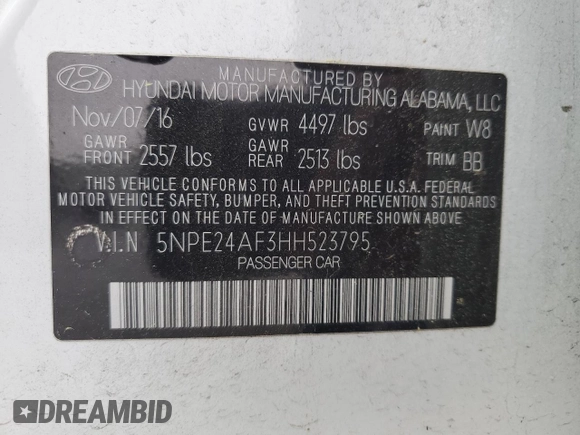 MANUFACTURED BY
HYUNDAI MOTOR MANUFACTURING ALABAMA, LLC
Nov/07/16 GVWR 4497 lbs PAINT W8
GAWR FRONT 2557 lbs GAWR REAR 2513 lbs TRIM BB
THIS VEHICLE CONFORMS TO ALL APPLICABLE U.S.A. FEDERAL
MOTOR VEHICLE SAFETY, BUMPER, AND THEFT PREVENTION STANDARDS
IN EFFECT ON THE DATE OF MANUFACTURE SHOWN ABOVE.
V.I.N 5NPE24AF3HH523795
PASSENGER CAR
DREAMBID